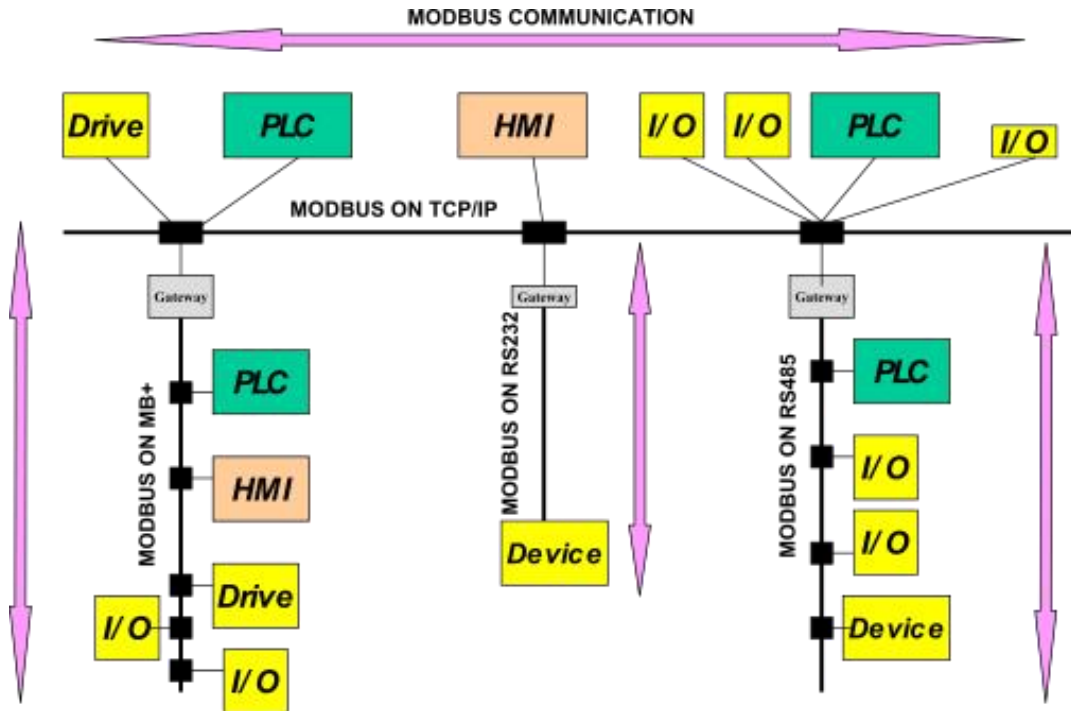 MODBUS COMMUNICATION
Drive
PLC
HMI
I/O
I/O
PLC
I/O
MODBUS ON TCP/IP
Gateway
Gateway
Gateway
MODBUS ON MB+
MODBUS ON RS232
MODBUS ON RS485
PLC
PLC
HMI
I/O
I/O
Device
Drive
I/O
Device
I/O